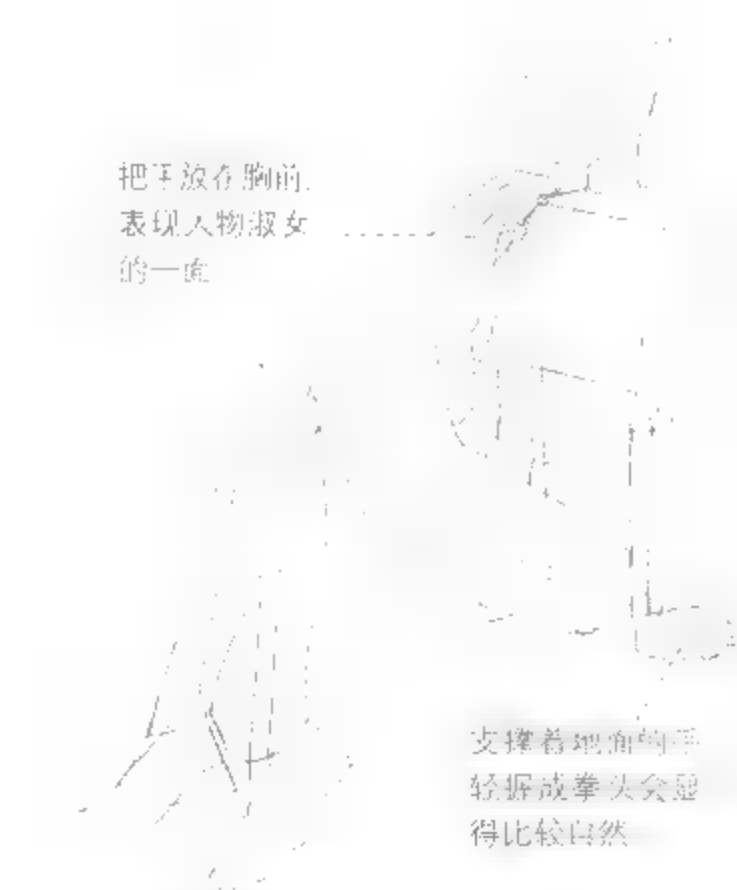 把手放在胸前，
表现人物淑女
的一面
支撑着地面的手
轻握成拳头会显
得比较自然